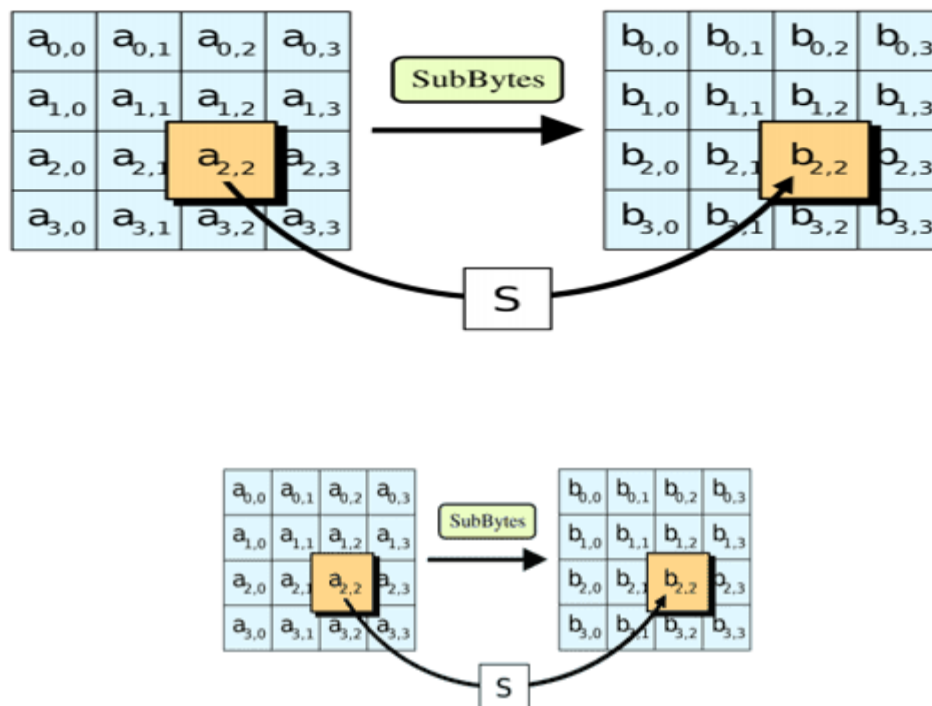 a0,0 a0,1 a0,2 a0,3 b0,0 b0,1 b0,2 b0,3
SubBytes
a1,0 a1,1 a1,2 a1,3 b1,0 b1,1 b1,2 b1,3
a2,0 a2,1 a2,2 a2,3 b2,0 b2,1 b2,2 b2,3
a3,0 a3,1 a3,2 a3,3 b3,0 b3,1 b3,2 b3,3
S
a0,0 a0,1 a0,2 a0,3 b0,0 b0,1 b0,2 b0,3
SubBytes
a1,0 a1,1 a1,2 a1,3 b1,0 b1,1 b1,2 b1,3
a2,0 a2,1 a2,2 a2,3 b2,0 b2,1 b2,2 b2,3
a3,0 a3,1 a3,2 a3,3 b3,0 b3,1 b3,2 b3,3
S